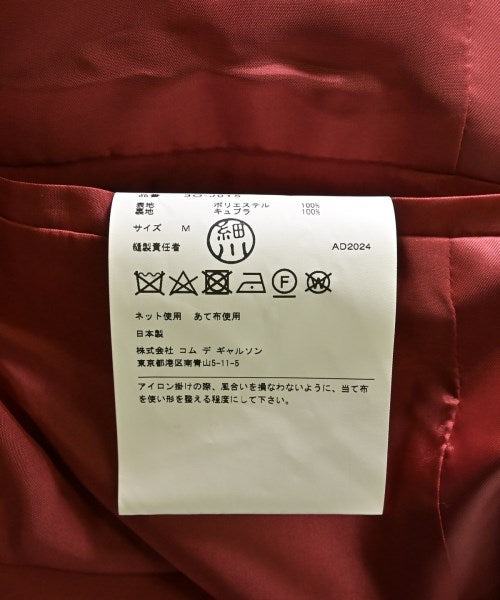 表地 ポリエステル 100%
裏地 キュプラ 100%
サイズ M
縫製責任者 細川 AD2024
F W
ネット使用 あて布使用
日本製
株式会社 コム デ ギャルソン
東京都港区南青山5-11-5
アイロン掛けの際、風合いを損なわないように、当て布
を使い形を整える程度にして下さい。